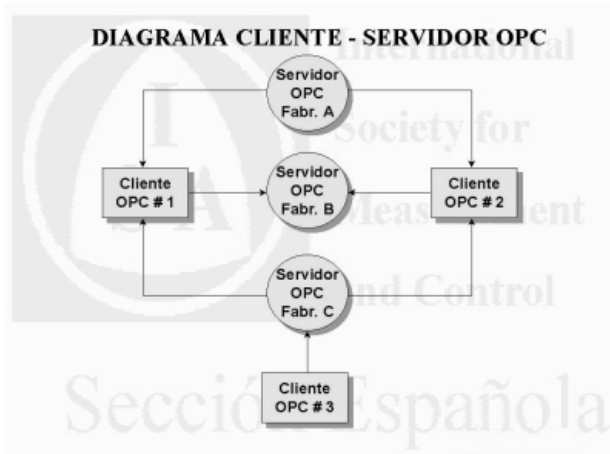 DIAGRAMA CLIENTE - SERVIDOR OPC
International
Society for
Measurement
and Control
I
S A
Servidor
OPC
Fabr. A
Cliente
OPC # 1
Servidor
OPC
Fabr. B
Cliente
OPC # 2
Servidor
OPC
Fabr. C
Cliente
OPC # 3
Sección Española